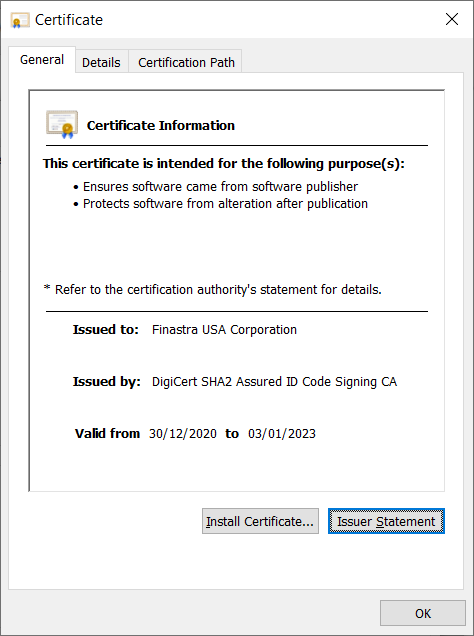 Certificate
General
Details
Certification Path
Certificate Information
This certificate is intended for the following purpose(s):
• Ensures software came from software publisher
• Protects software from alteration after publication
* Refer to the certification authority's statement for details.
Issued to: Finastra USA Corporation
Issued by: DigiCert SHA2 Assured ID Code Signing CA
Valid from 30/12/2020 to 03/01/2023
Install Certificate...
Issuer Statement
OK